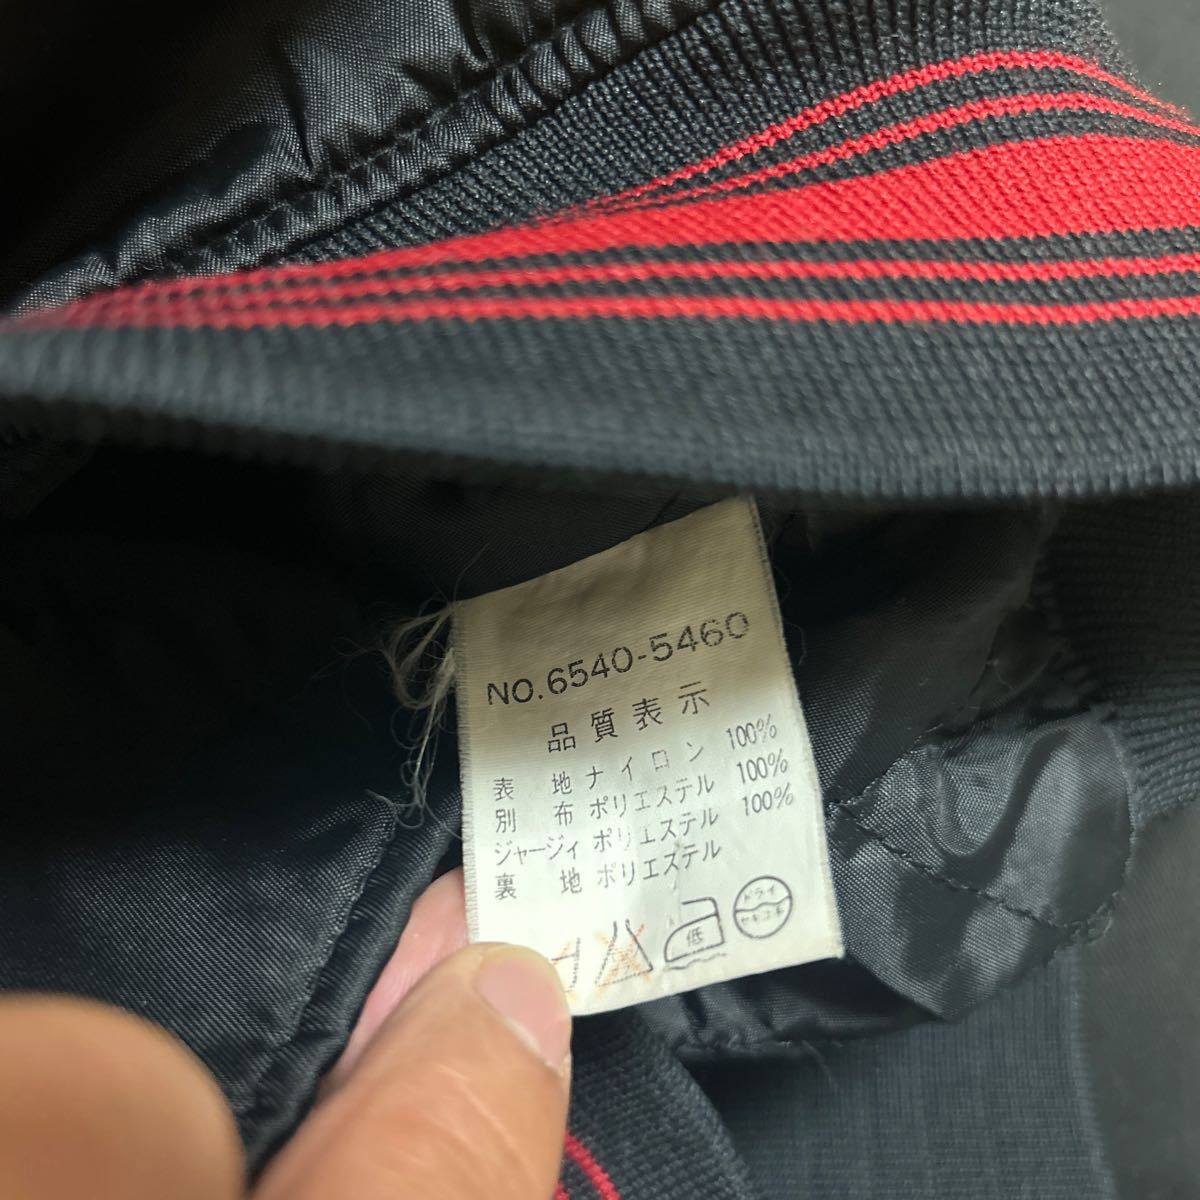 NO.6540-5460
品質表示
表 地 ナイロン 100%
別 布 ポリエステル 100%
ジャージィ ポリエステル 100%
裏 地 ポリエステル
低
ドライ
セキユ系